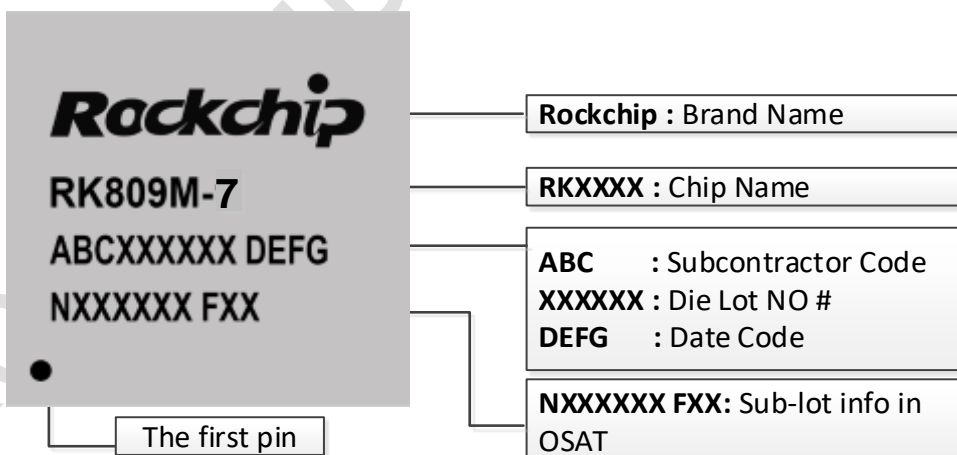 Rockchip
RK809M-7
ABCXXXXXX DEFG
NXXXXXX FXX
The first pin
Rockchip : Brand Name
RKXXXX : Chip Name
ABC : Subcontractor Code
XXXXXX : Die Lot NO #
DEFG : Date Code
NXXXXXX FXX: Sub-lot info in
OSAT